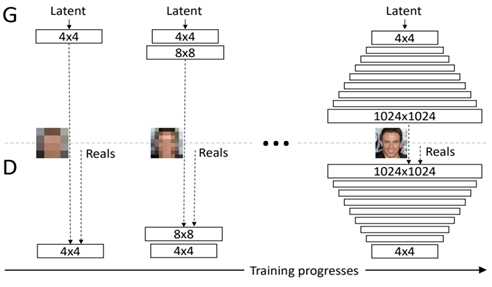 G
Latent
4x4
Latent
4x4
8x8
Latent
4x4
1024x1024
Reals
Reals
Reals
D
4x4
8x8
4x4
1024x1024
4x4
Training progresses